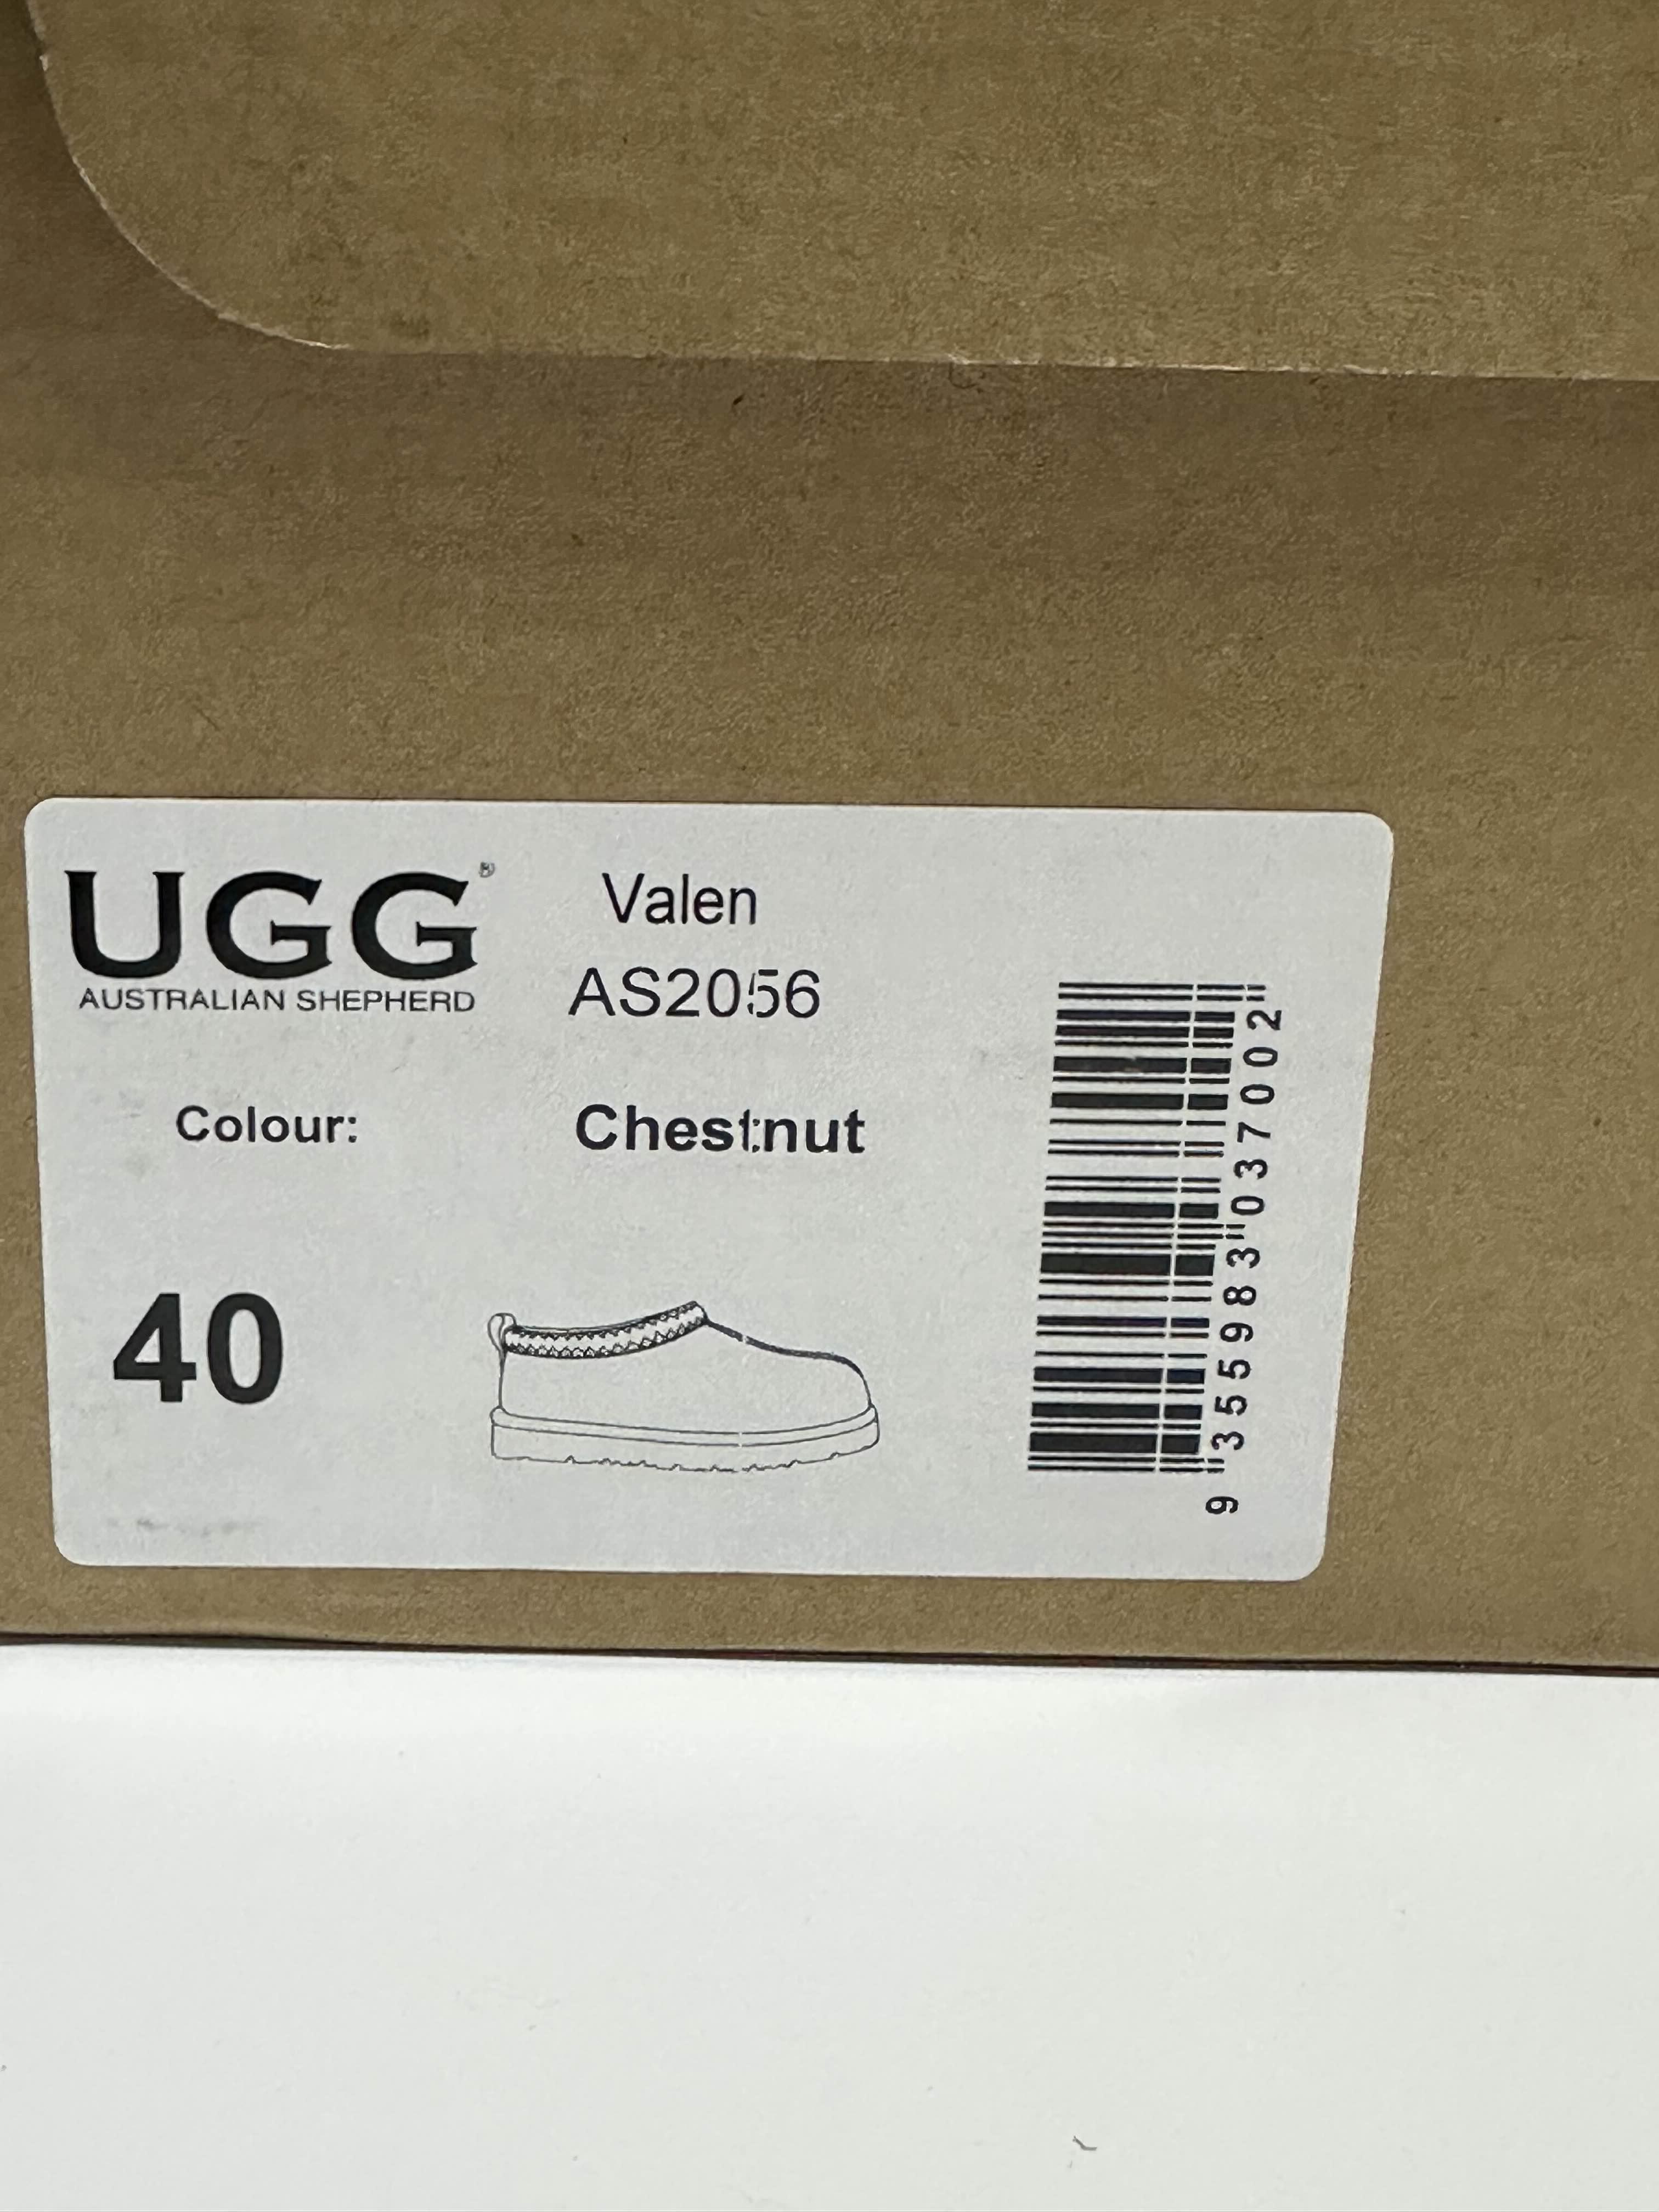 UGG®
AUSTRALIAN SHEPHERD
Valen
AS2056
Colour:
Chestnut
40
9 355983 037002